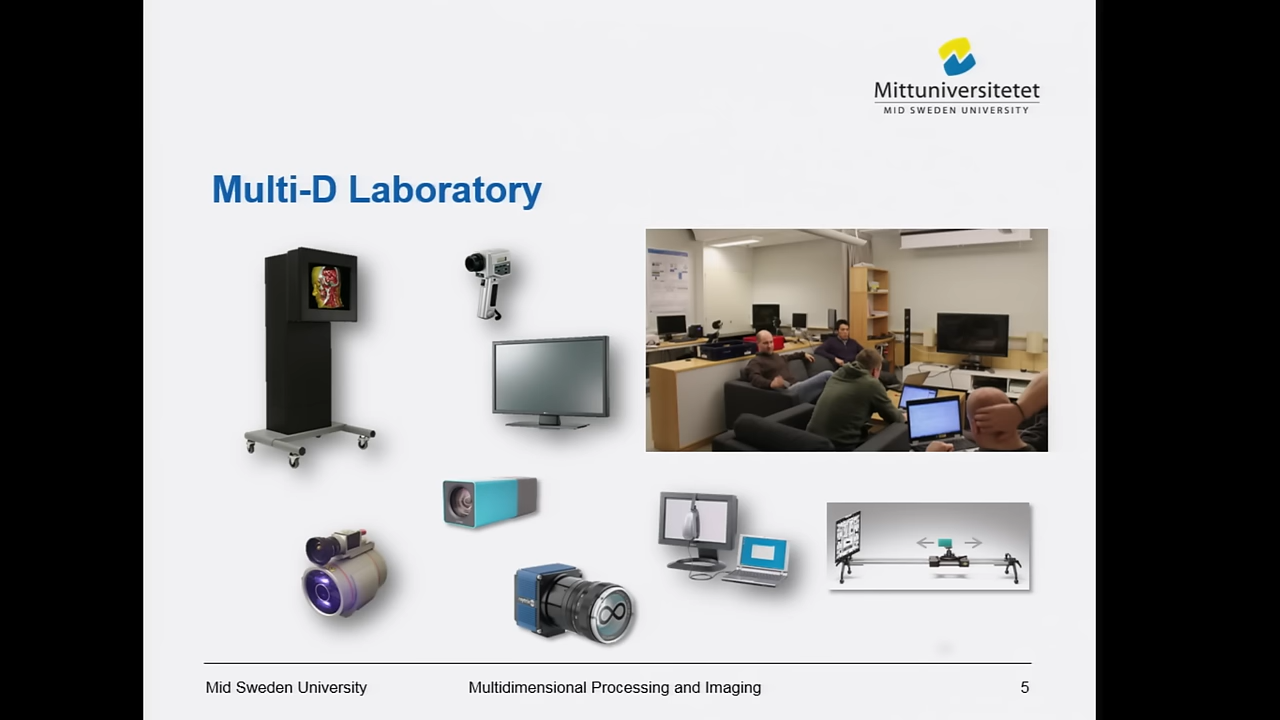 Mittuniversitetet
MID SWEDEN UNIVERSITY
Multi-D Laboratory
Mid Sweden University
Multidimensional Processing and Imaging
5